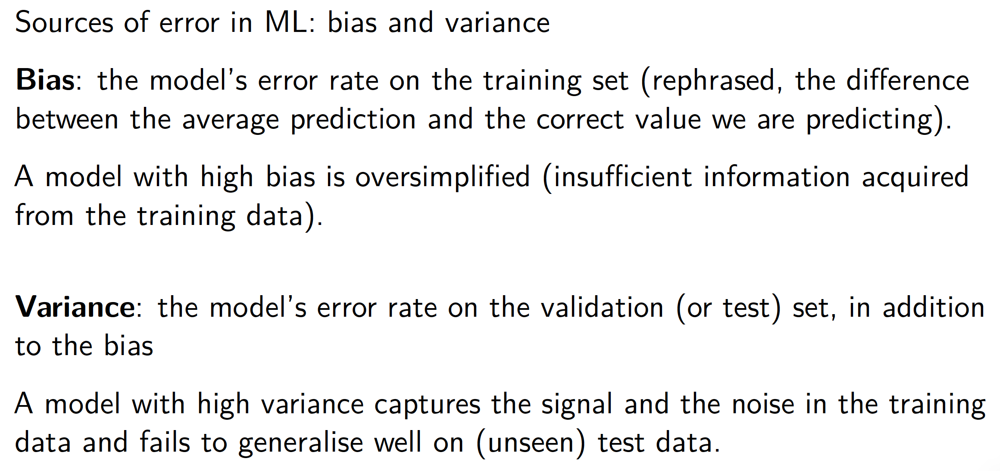 Sources of error in ML: bias and variance
Bias: the model's error rate on the training set (rephrased, the difference
between the average prediction and the correct value we are predicting).
A model with high bias is oversimplified (insufficient information acquired
from the training data).
Variance: the model's error rate on the validation (or test) set, in addition
to the bias
A model with high variance captures the signal and the noise in the training
data and fails to generalise well on (unseen) test data.